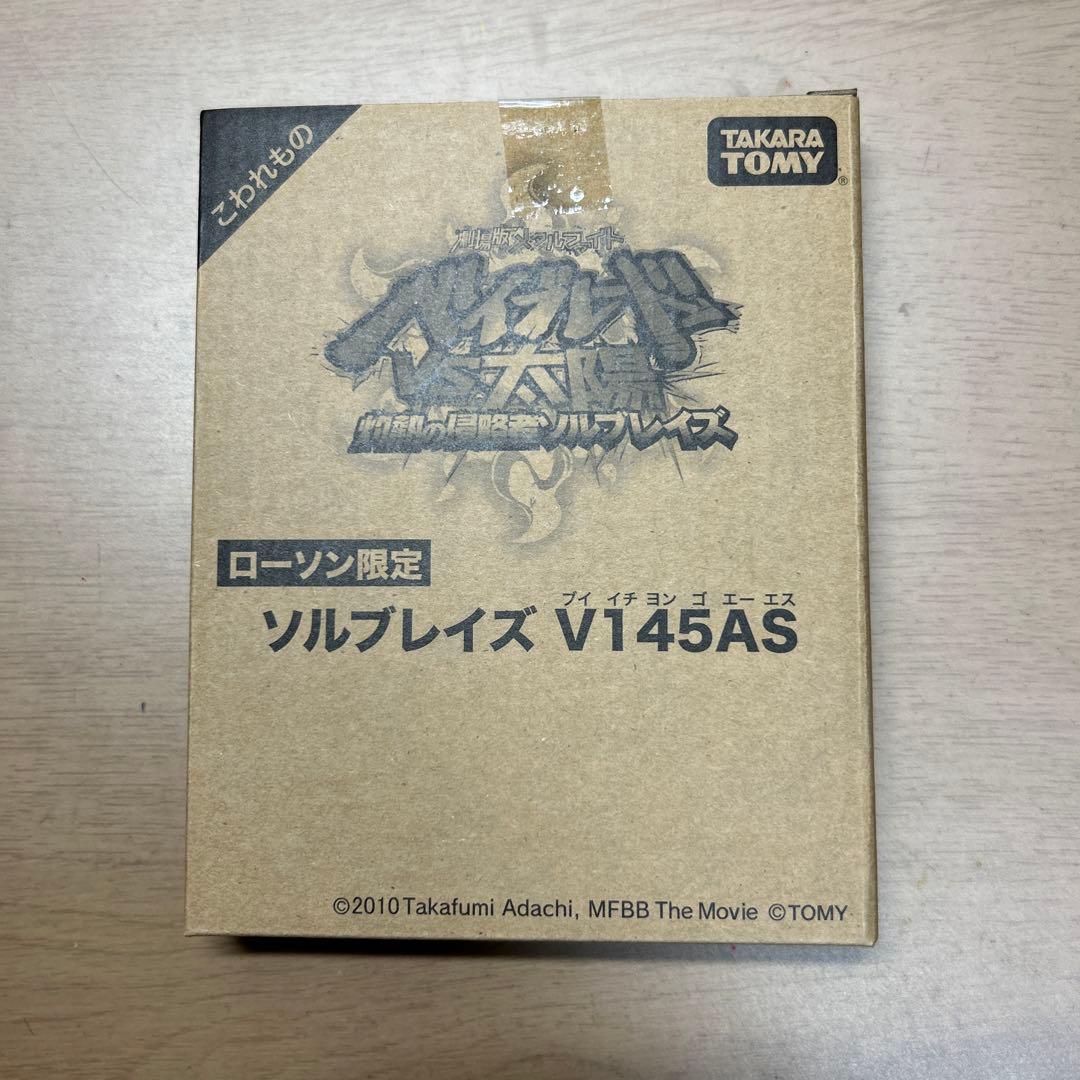 こわれもの
TAKARA
TOMY
®
劇場版メタルファイト
ベイブレード
VS太陽
灼熱の侵略者ソルブレイズ
ローソン限定
ブイ イチ ヨン ゴ エー エス
ソルブレイズ V145AS
©2010 Takafumi Adachi, MFBB The Movie ©TOMY